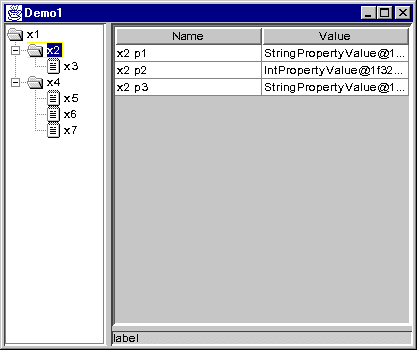 Demo1
x1
x2
x3
x4
x5
x6
x7
Name Value
x2 p1 StringPropertyValue@1...
x2 p2 IntPropertyValue@1f32...
x2 p3 StringPropertyValue@1...
label